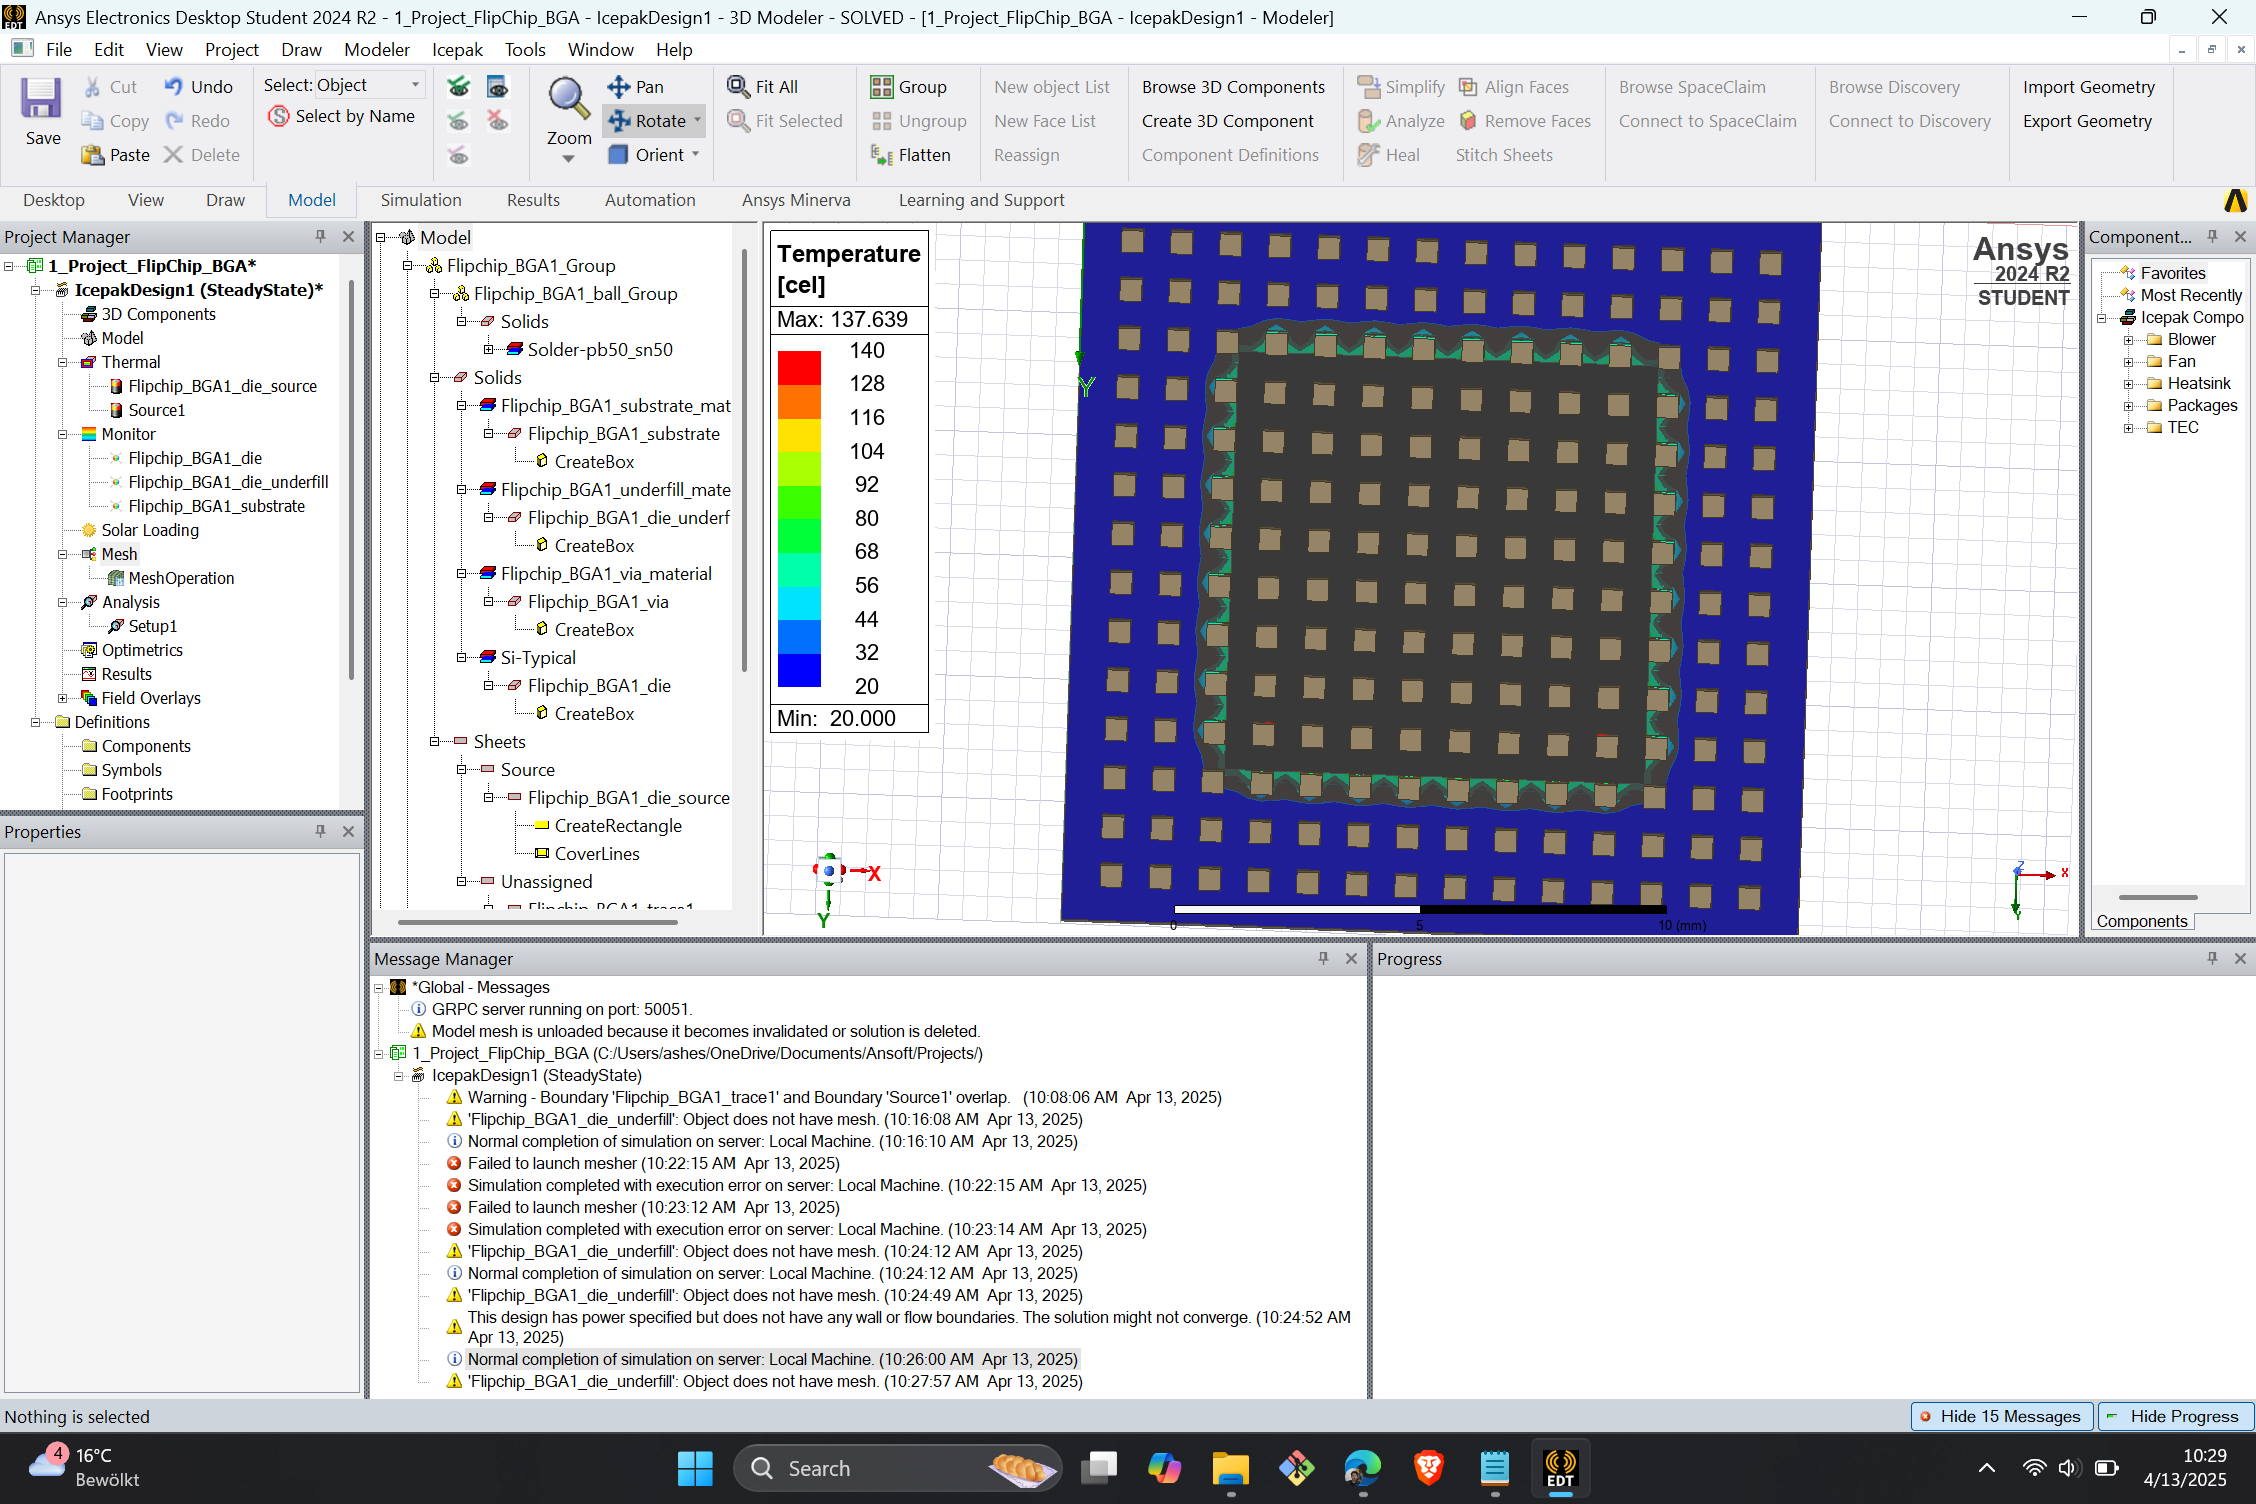 Ansys Electronics Desktop Student 2024 R2 - 1_Project_FlipChip_BGA - IcepakDesign1 - 3D Modeler - SOLVED - [1_Project_FlipChip_BGA - IcepakDesign1 - Modeler]
File Edit View Project Draw Modeler Icepak Tools Window Help
Save
Cut
Copy
Paste
Undo
Redo
Delete
Select: Object
Select by Name
Zoom
Pan
Rotate
Orient
Fit All
Fit Selected
Group
Ungroup
Flatten
New object List
New Face List
Reassign
Browse 3D Components
Create 3D Component
Component Definitions
Simplify
Analyze
Heal
Align Faces
Remove Faces
Stitch Sheets
Browse SpaceClaim
Connect to SpaceClaim
Browse Discovery
Connect to Discovery
Import Geometry
Export Geometry
Desktop View Draw Model Simulation Results Automation Ansys Minerva Learning and Support
Project Manager
1_Project_FlipChip_BGA*
IcepakDesign1 (SteadyState)*
3D Components
Model
Thermal
Flipchip_BGA1_die_source
Source1
Monitor
Flipchip_BGA1_die
Flipchip_BGA1_die_underfill
Flipchip_BGA1_substrate
Solar Loading
Mesh
MeshOperation
Analysis
Setup1
Optimetrics
Results
Field Overlays
Definitions
Components
Symbols
Footprints
Properties
Model
Flipchip_BGA1_Group
Flipchip_BGA1_ball_Group
Solids
Solder-pb50_sn50
Solids
Flipchip_BGA1_substrate_mat
Flipchip_BGA1_substrate
CreateBox
Flipchip_BGA1_underfill_mate
Flipchip_BGA1_die_underf
CreateBox
Flipchip_BGA1_via_material
Flipchip_BGA1_via
CreateBox
Si-Typical
Flipchip_BGA1_die
CreateBox
Sheets
Source
Flipchip_BGA1_die_source
CreateRectangle
CoverLines
Unassigned
Flipchip_BGA1_trace1
Temperature
[cel]
Max: 137.639
140
128
116
104
92
80
68
56
44
32
20
Min: 20.000
Y
X
Y
0 5 10 (mm)
Z
X
Y
Ansys
2024 R2
STUDENT
Component...
Favorites
Most Recently
Icepak Compo
Blower
Fan
Heatsink
Packages
TEC
Components
Message Manager
*Global - Messages
GRPC server running on port: 50051.
Model mesh is unloaded because it becomes invalidated or solution is deleted.
1_Project_FlipChip_BGA (C:/Users/ashes/OneDrive/Documents/Ansoft/Projects/)
IcepakDesign1 (SteadyState)
Warning - Boundary 'Flipchip_BGA1_trace1' and Boundary 'Source1' overlap. (10:08:06 AM Apr 13, 2025)
'Flipchip_BGA1_die_underfill': Object does not have mesh. (10:16:08 AM Apr 13, 2025)
Normal completion of simulation on server: Local Machine. (10:16:10 AM Apr 13, 2025)
Failed to launch mesher (10:22:15 AM Apr 13, 2025)
Simulation completed with execution error on server: Local Machine. (10:22:15 AM Apr 13, 2025)
Failed to launch mesher (10:23:12 AM Apr 13, 2025)
Simulation completed with execution error on server: Local Machine. (10:23:14 AM Apr 13, 2025)
'Flipchip_BGA1_die_underfill': Object does not have mesh. (10:24:12 AM Apr 13, 2025)
Normal completion of simulation on server: Local Machine. (10:24:12 AM Apr 13, 2025)
'Flipchip_BGA1_die_underfill': Object does not have mesh. (10:24:49 AM Apr 13, 2025)
This design has power specified but does not have any wall or flow boundaries. The solution might not converge. (10:24:52 AM
Apr 13, 2025)
Normal completion of simulation on server: Local Machine. (10:26:00 AM Apr 13, 2025)
'Flipchip_BGA1_die_underfill': Object does not have mesh. (10:27:57 AM Apr 13, 2025)
Progress
Nothing is selected
Hide 15 Messages
Hide Progress
4
16°C
Bewölkt
Search
EDT
10:29
4/13/2025